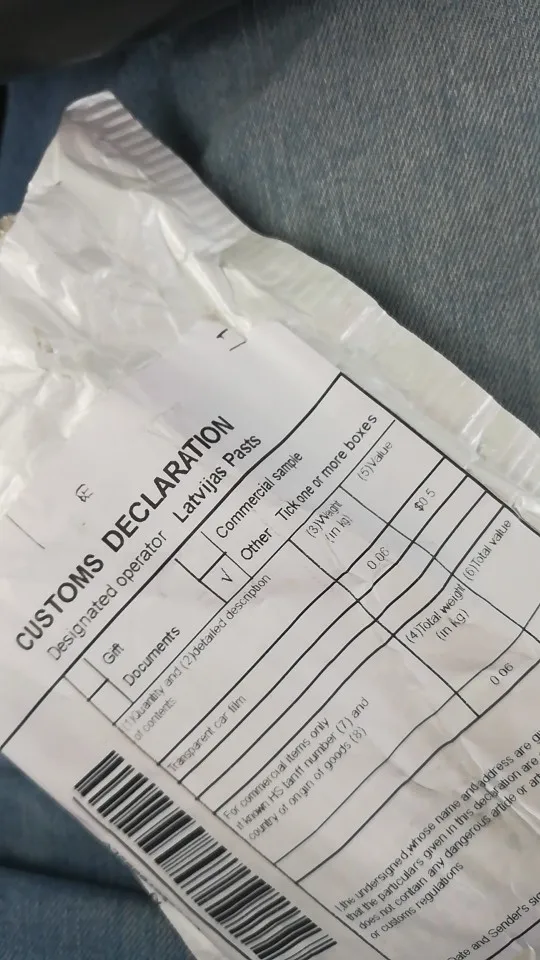 CUSTOMS DECLARATION
Designated operator Latvijas Pasts
Gift
Commercial sample
Documents
√ Other Tick one or more boxes
(1)Quantity and (2)detailed description
of contents
(3)Weight
(in kg)
(5)Value
Transparent car film
0.06
$0.5
For commercial items only
If known HS tariff number (7) and
country of origin of goods (8)
(4)Total weight
(in kg)
(6)Total value
0.06
I,the undersigned,whose name and address are
that the particulars given in this declaration are
does not contain any dangerous article or
or customs regulations
Date and Sender's